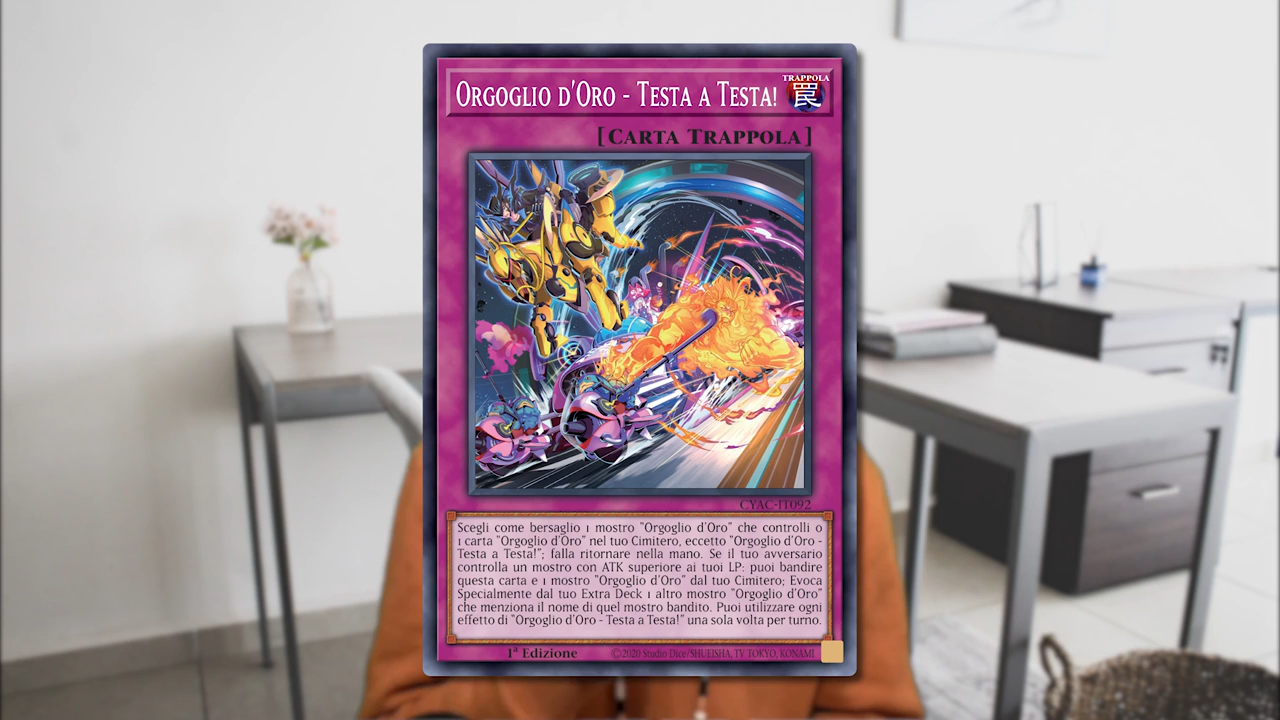 Orgoglio d'Oro - Testa a Testa!
TRAPPOLA
罠
[Carta Trappola]
CYAC-IT092
Scegli come bersaglio 1 mostro "Orgoglio d'Oro" che controlli o
1 carta "Orgoglio d'Oro" nel tuo Cimitero, eccetto "Orgoglio d'Oro -
Testa a Testa!"; falla ritornare nella mano. Se il tuo avversario
controlla un mostro con ATK superiore ai tuoi LP: puoi bandire
questa carta e 1 mostro "Orgoglio d'Oro" dal tuo Cimitero; Evoca
Specialmente dal tuo Extra Deck 1 altro mostro "Orgoglio d'Oro"
che menziona il nome di quel mostro bandito. Puoi utilizzare ogni
effetto di "Orgoglio d'Oro - Testa a Testa!" una sola volta per turno.
1ª Edizione
©2020 Studio Dice/SHUEISHA, TV TOKYO, KONAMI